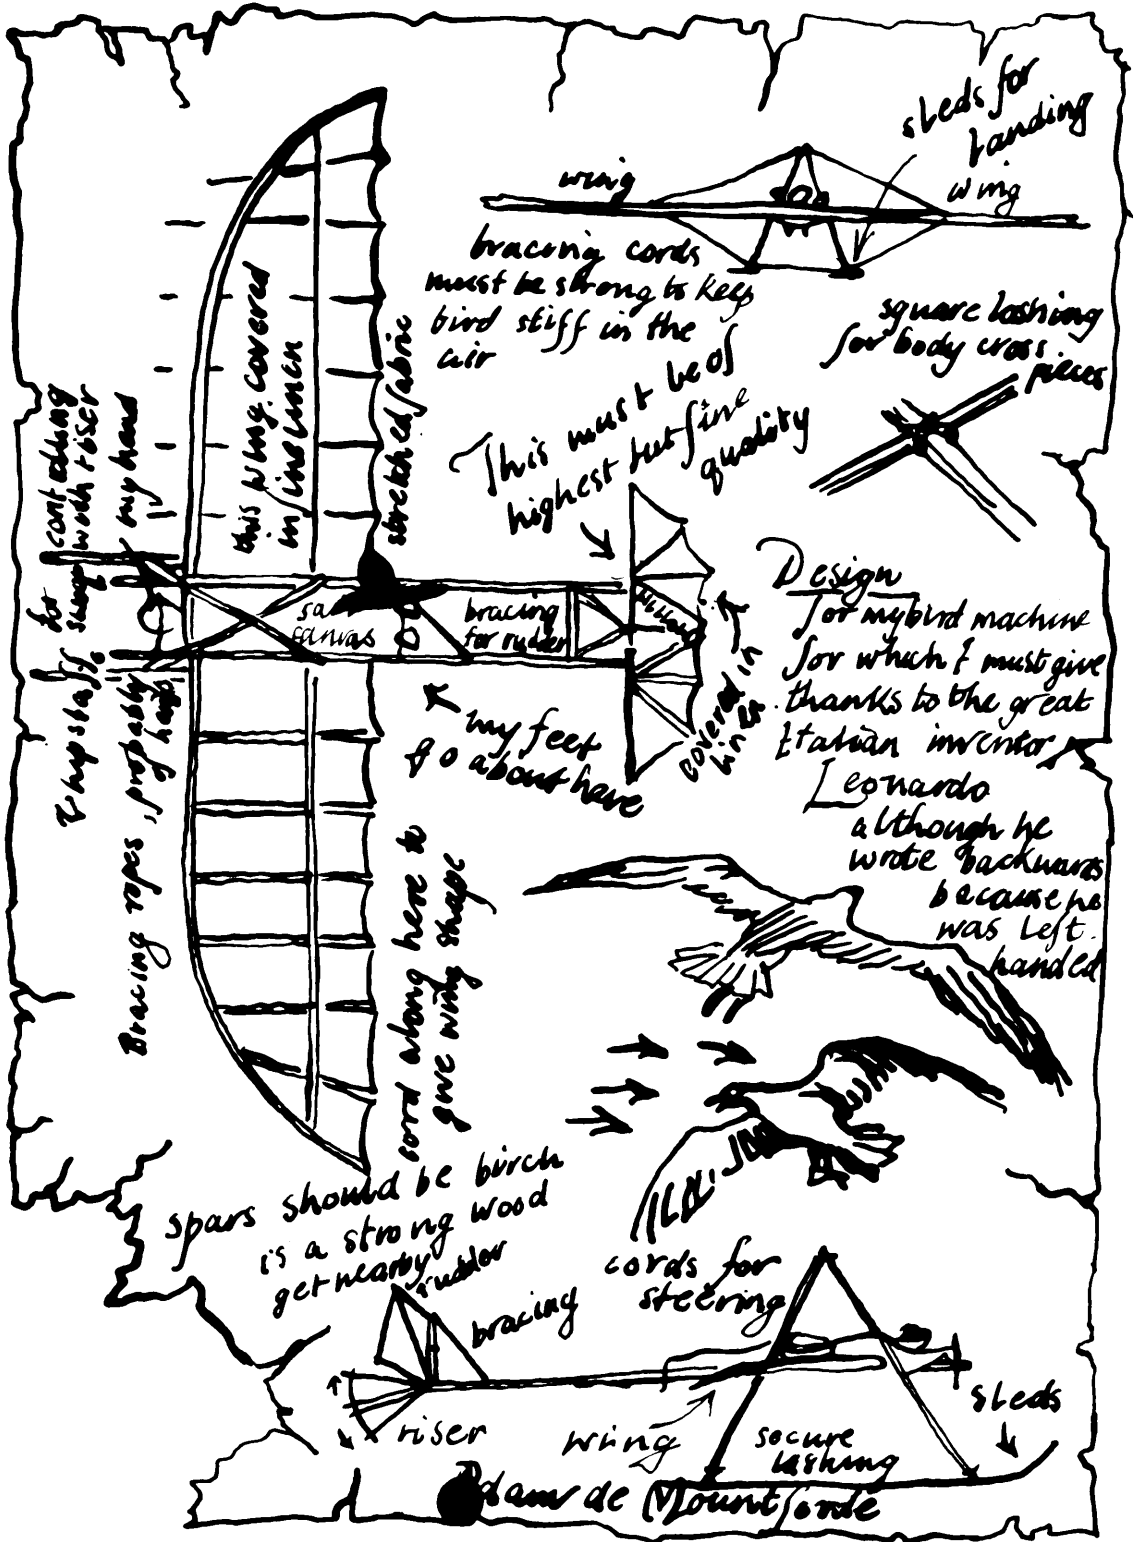 sleds for
landing
wing
wing
bracing cords
must be strong to keep
bird stiff in the
air
square lashing
for body cross
pieces
This must be of
highest but fine
quality
this wing covered
in fine linen
stretched fabric
my hand
canvas
bracing
for rudder
covered in
linen
my feet
go about here
Design
for my bird machine
for which I must give
thanks to the great
Italian inventor
Leonardo
although he
wrote backwards
because he
was left
handed
Bracing ropes, probably
of hemp
cord along here to
give wing shape
spars should be birch
is a strong wood
get nearby
rudder
bracing
cords for
steering
riser
wing
secure
lashing
sleds
Adam de Mountforde